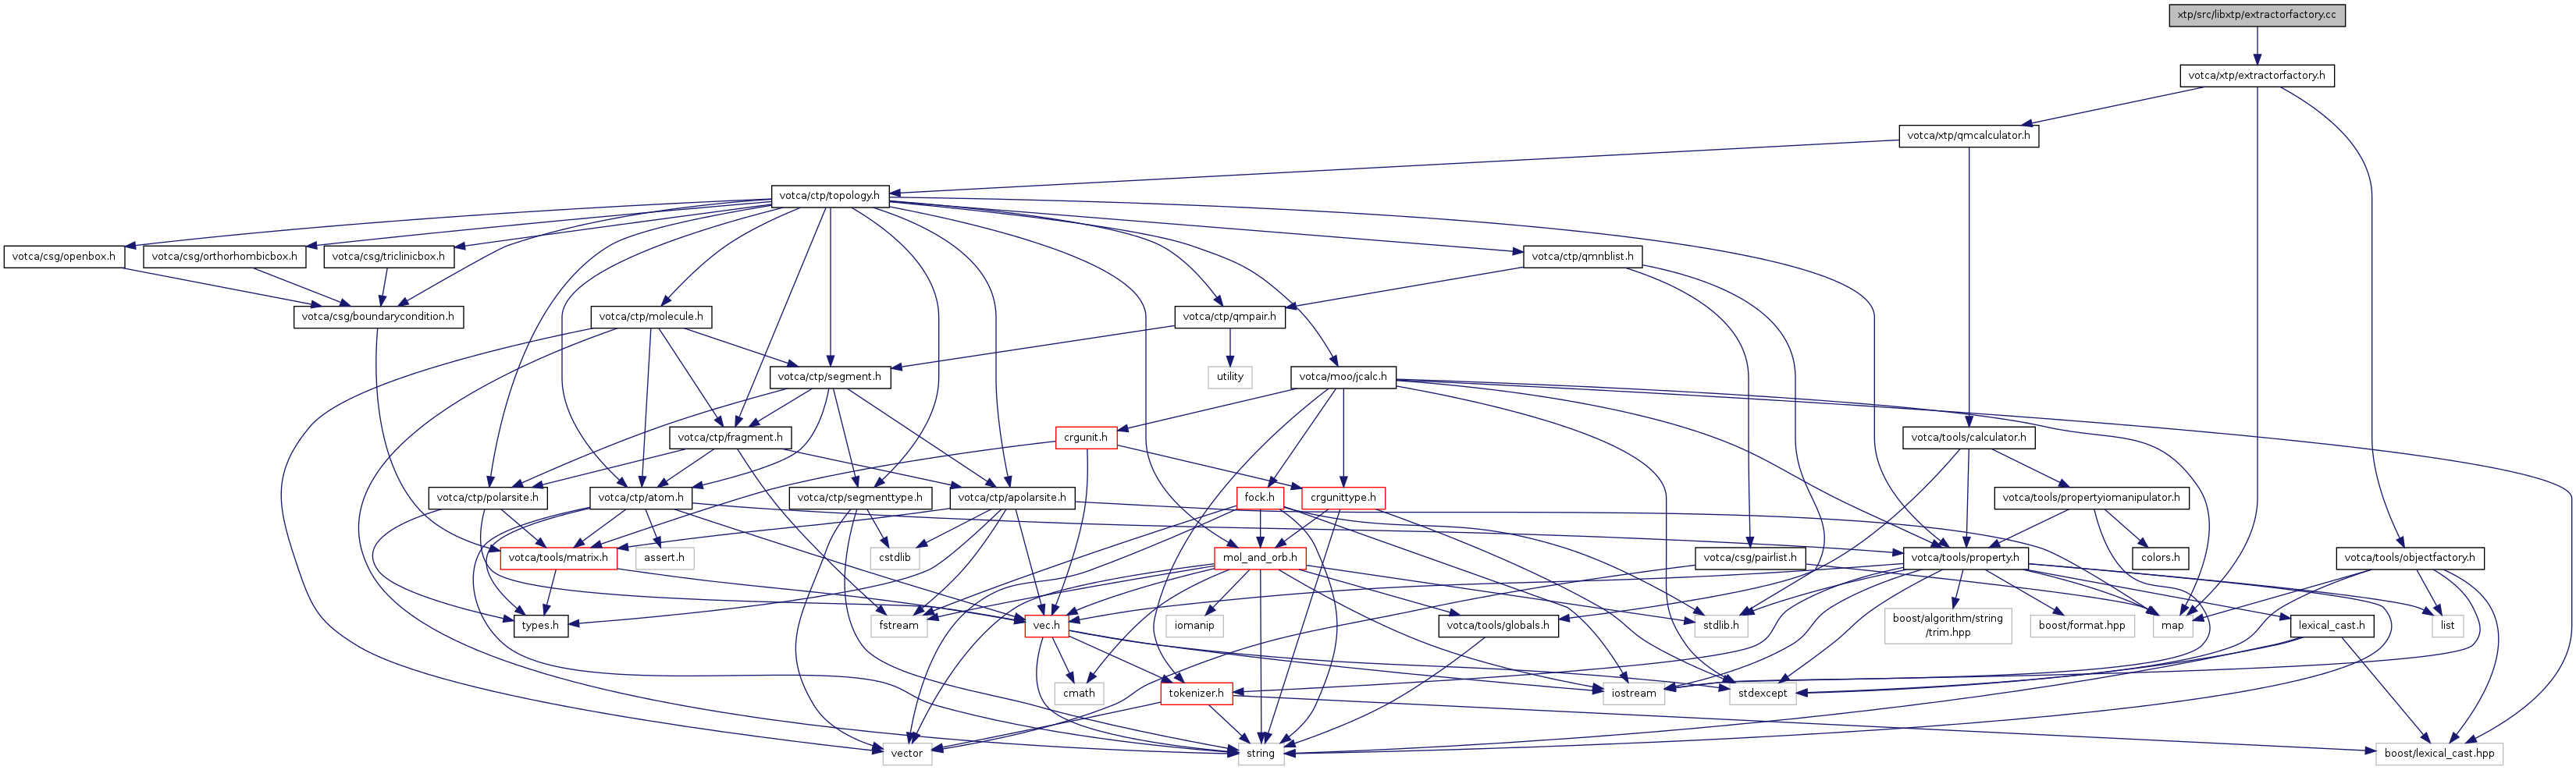 xtp/src/libxtp/extractorfactory.cc
votca/xtp/extractorfactory.h
votca/xtp/qmcalculator.h
votca/ctp/topology.h
votca/csg/openbox.h
votca/csg/orthorhombicbox.h
votca/csg/triclinicbox.h
votca/ctp/qmnblist.h
votca/csg/boundarycondition.h
votca/ctp/molecule.h
votca/ctp/qmpair.h
votca/ctp/segment.h
utility
votca/moo/jcalc.h
votca/ctp/fragment.h
crgunit.h
votca/tools/calculator.h
votca/ctp/polarsite.h
votca/ctp/atom.h
votca/ctp/segmenttype.h
votca/ctp/apolarsite.h
fock.h
crgunittype.h
votca/tools/propertyiomanipulator.h
votca/tools/matrix.h
assert.h
cstdlib
mol_and_orb.h
votca/csg/pairlist.h
votca/tools/property.h
colors.h
votca/tools/objectfactory.h
types.h
fstream
vec.h
iomanip
votca/tools/globals.h
stdlib.h
boost/algorithm/string
/trim.hpp
boost/format.hpp
map
lexical_cast.h
list
cmath
tokenizer.h
iostream
stdexcept
vector
string
boost/lexical_cast.hpp